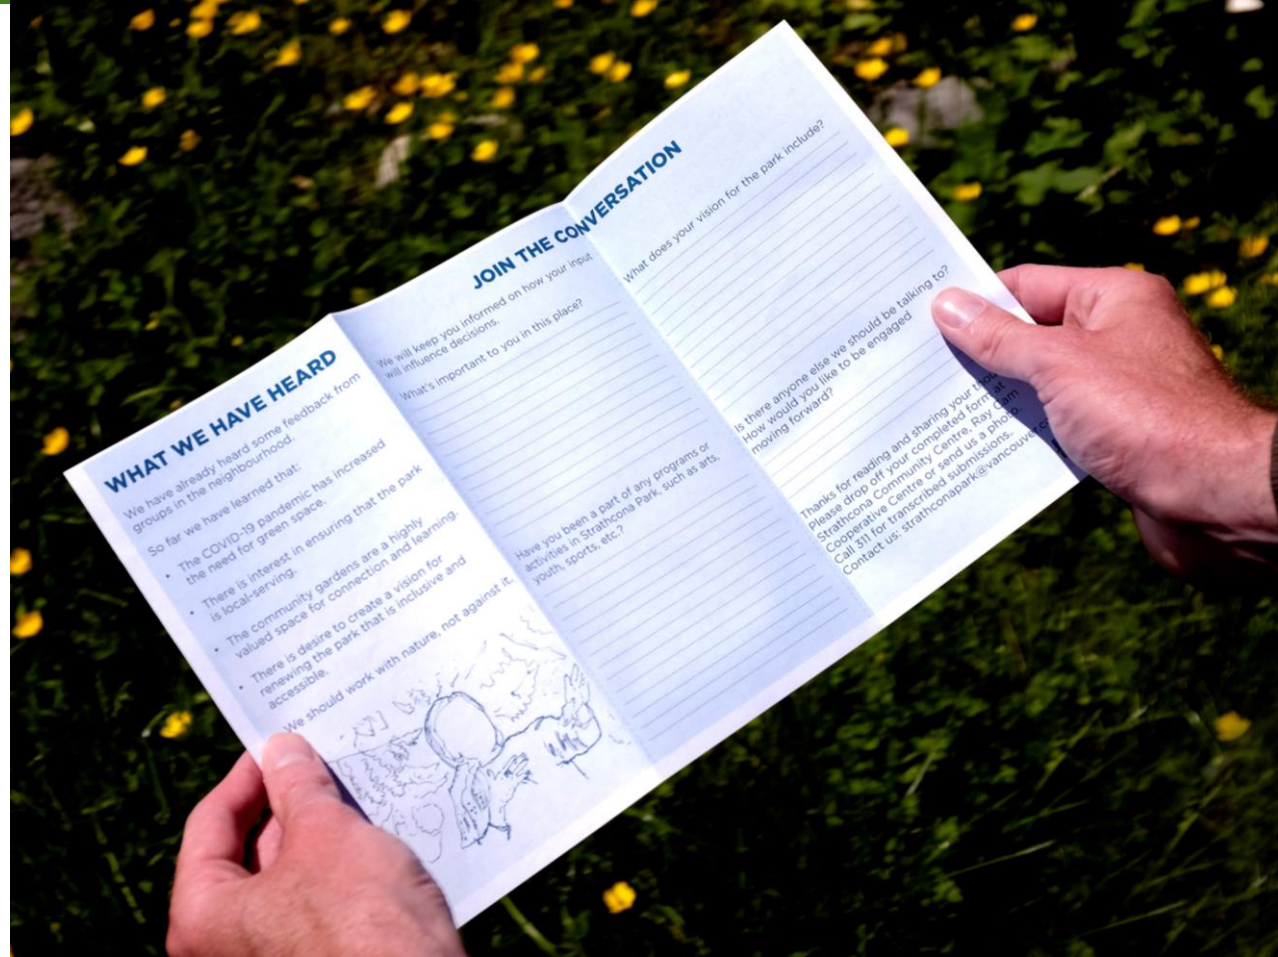 WHAT WE HAVE HEARD
We have already heard some feedback from
groups in the neighbourhood.
So far we have learned that:
• The COVID-19 pandemic has increased
the need for green space.
• There is interest in ensuring that the park
is local-serving.
• The community gardens are a highly
valued space for connection and learning.
• There is desire to create a vision for
renewing the park that is inclusive and
accessible.
We should work with nature, not against it.
JOIN THE CONVERSATION
We will keep you informed on how your input
will influence decisions.
What's important to you in this place?
Have you been a part of any programs or
activities in Strathcona Park, such as arts,
youth, sports, etc.?
What does your vision for the park include?
Is there anyone else we should be talking to?
How would you like to be engaged
moving forward?
Thanks for reading and sharing your
Please drop off your completed form at
Strathcona Community Centre, Ray Cam
Cooperative Centre or send us a photo.
Call 311 for transcribed submissions.
Contact us: strathconapark@vancouver.c